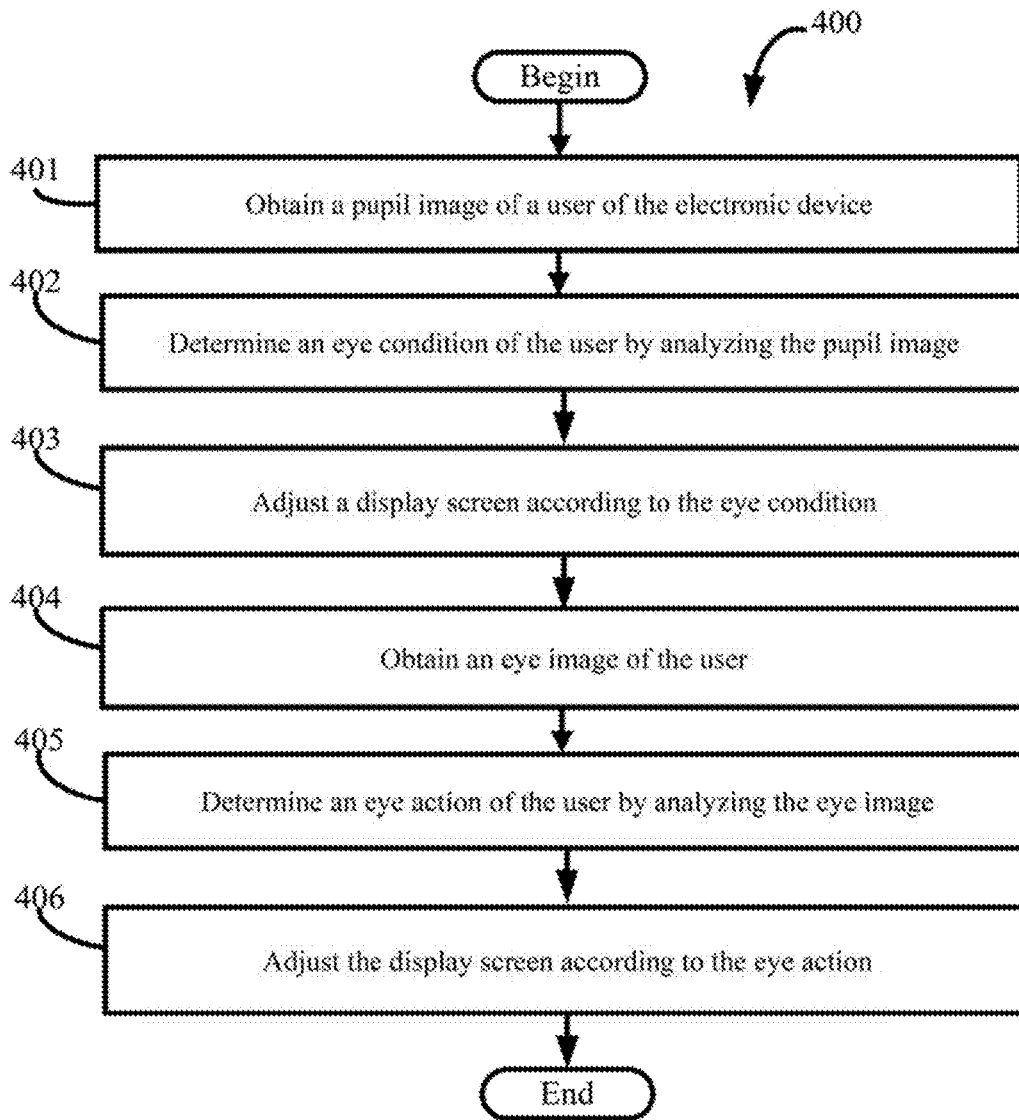 400
Begin
401
Obtain a pupil image of a user of the electronic device
402
Determine an eye condition of the user by analyzing the pupil image
403
Adjust a display screen according to the eye condition
404
Obtain an eye image of the user
405
Determine an eye action of the user by analyzing the eye image
406
Adjust the display screen according to the eye action
End